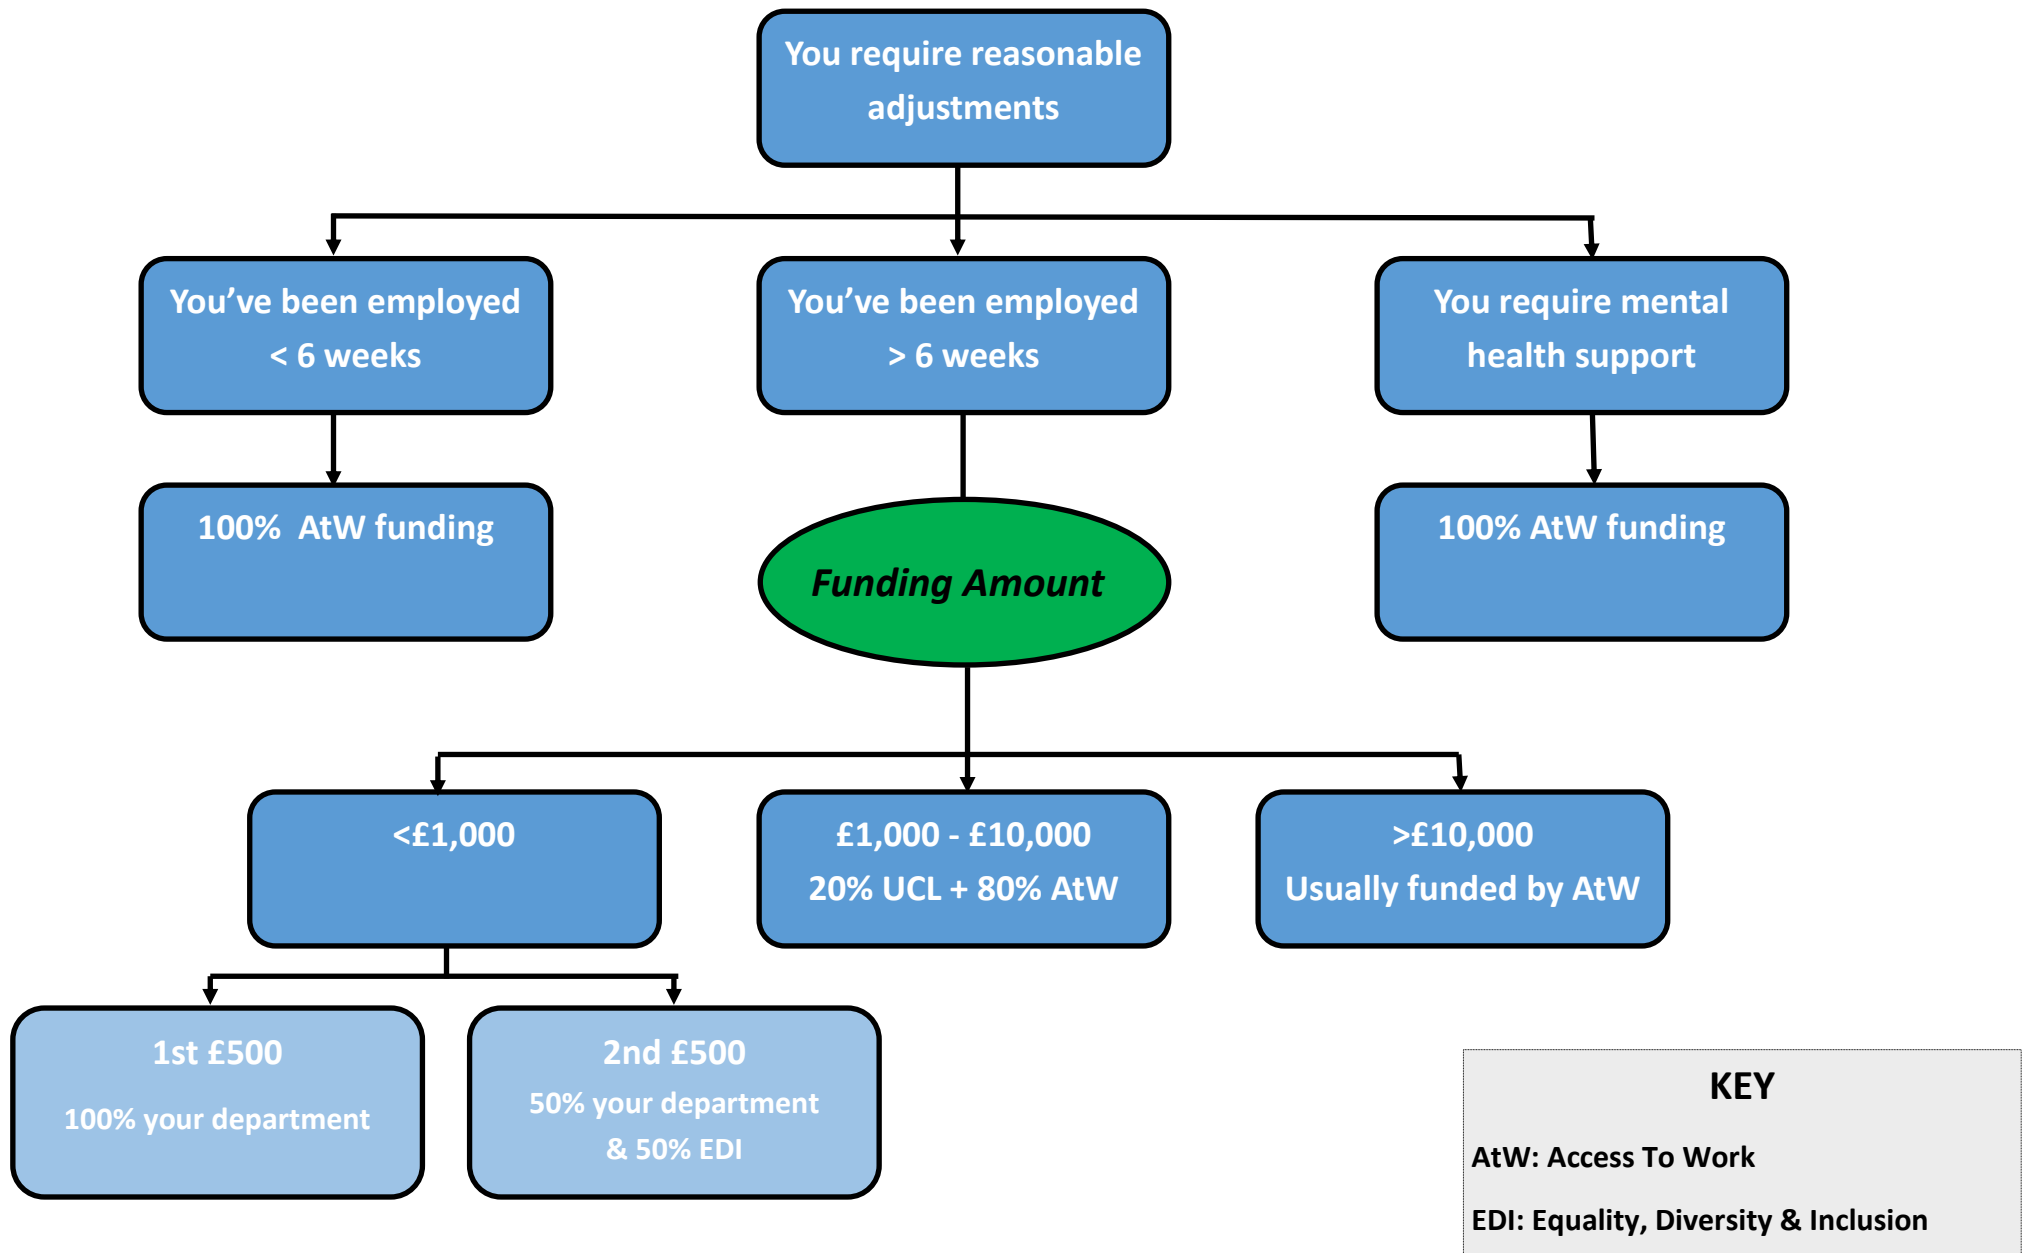 You require reasonable
adjustments
You’ve been employed
< 6 weeks
You’ve been employed
> 6 weeks
You require mental
health support
100%  AtW funding
Funding Amount
100% AtW funding
<£1,000
£1,000 - £10,000
20% UCL + 80% AtW
>£10,000
Usually funded by AtW
1st £500
100% your department
2nd £500
50% your department
& 50% EDI
KEY
AtW: Access To Work
EDI: Equality, Diversity & Inclusion